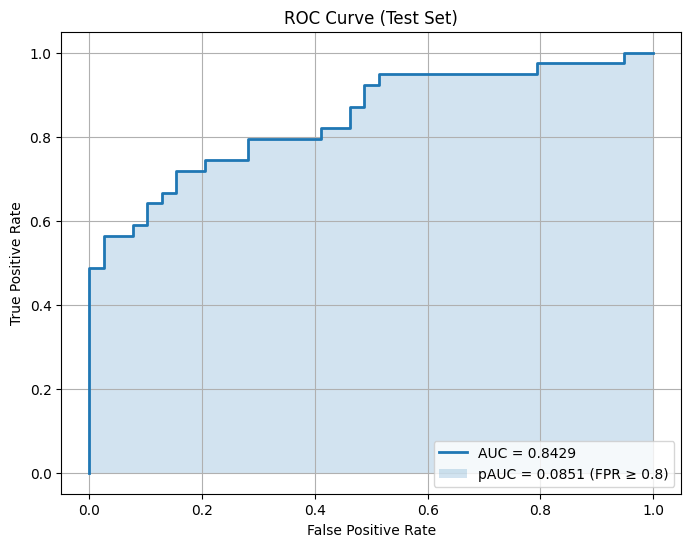 ROC Curve (Test Set)
True Positive Rate
1.0
0.8
0.6
0.4
0.2
0.0
AUC = 0.8429
pAUC = 0.0851 (FPR ≥ 0.8)
0.0 0.2 0.4 0.6 0.8 1.0
False Positive Rate